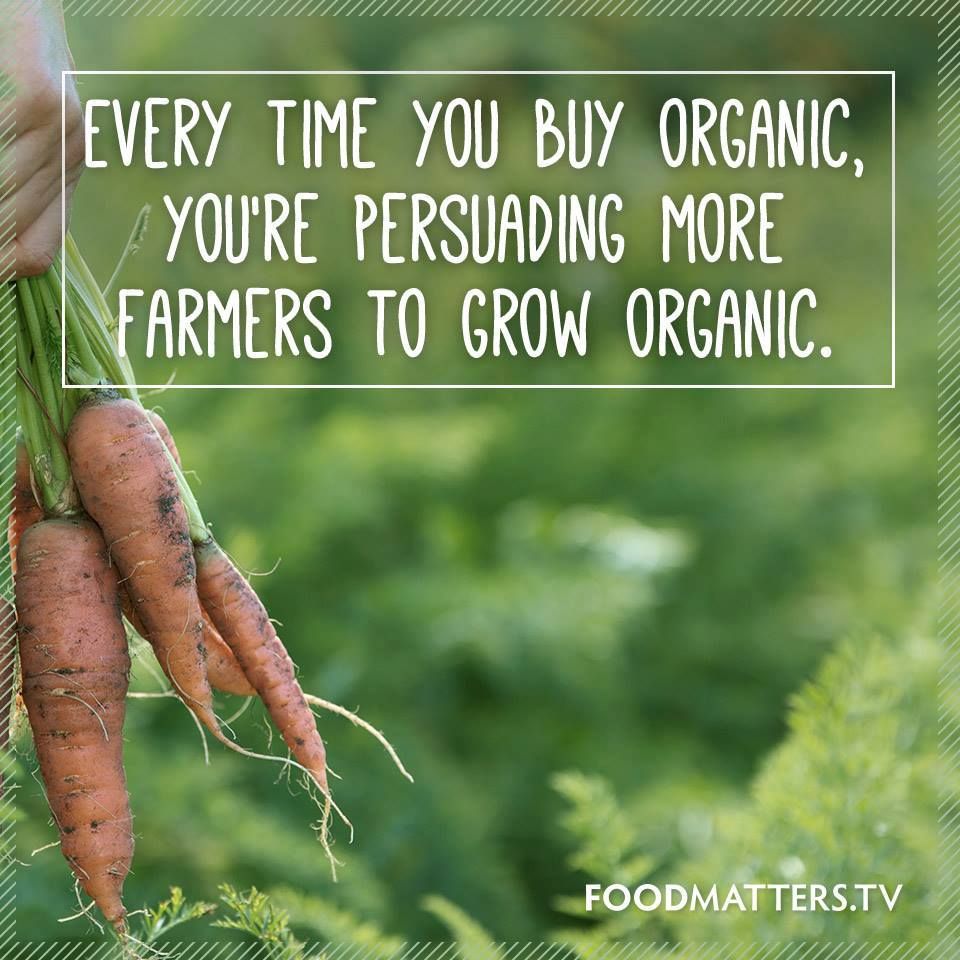 EVERY TIME YOU BUY ORGANIC,
YOU'RE PERSUADING MORE
FARMERS TO GROW ORGANIC.
FOODMATTERS.TV